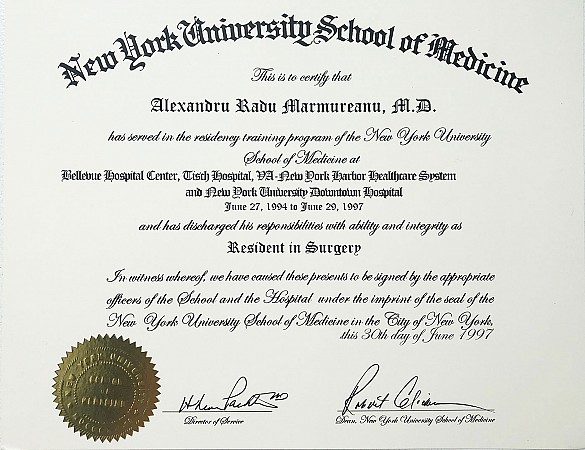 New York University School of Medicine
This is to certify that
Alexandru Radu Marmureanu, M.D.
has served in the residency training program of the New York University
School of Medicine at
Bellevue Hospital Center, Tisch Hospital, VA-New York Harbor Healthcare System
and New York University Downtown Hospital
June 27, 1994 to June 29, 1997
and has discharged his responsibilities with ability and integrity as
Resident in Surgery
In witness whereof, we have caused these presents to be signed by the appropriate
officers of the School and the Hospital under the imprint of the seal of the
New York University School of Medicine in the City of New York,
this 30th day of June 1997
Director of Service
Dean, New York University School of Medicine